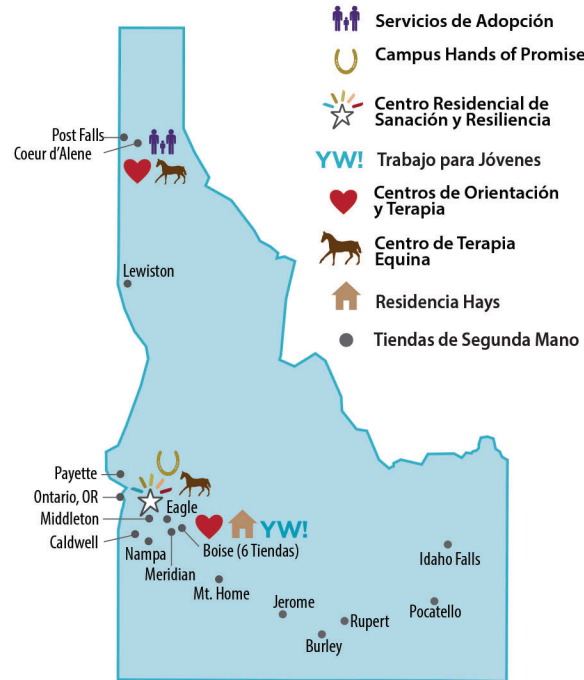 Servicios de Adopción
Campus Hands of Promise
Centro Residencial de
Sanación y Resiliencia
YW! Trabajo para Jóvenes
Centros de Orientación
y Terapia
Centro de Terapia
Equina
Residencia Hays
Tiendas de Segunda Mano
Post Falls
Coeur d’Alene
Lewiston
Payette
Ontario, OR
Eagle
Middleton
Caldwell
Nampa
Meridian
Boise (6 Tiendas)
YW!
Mt. Home
Jerome
Burley
Rupert
Pocatello
Idaho Falls